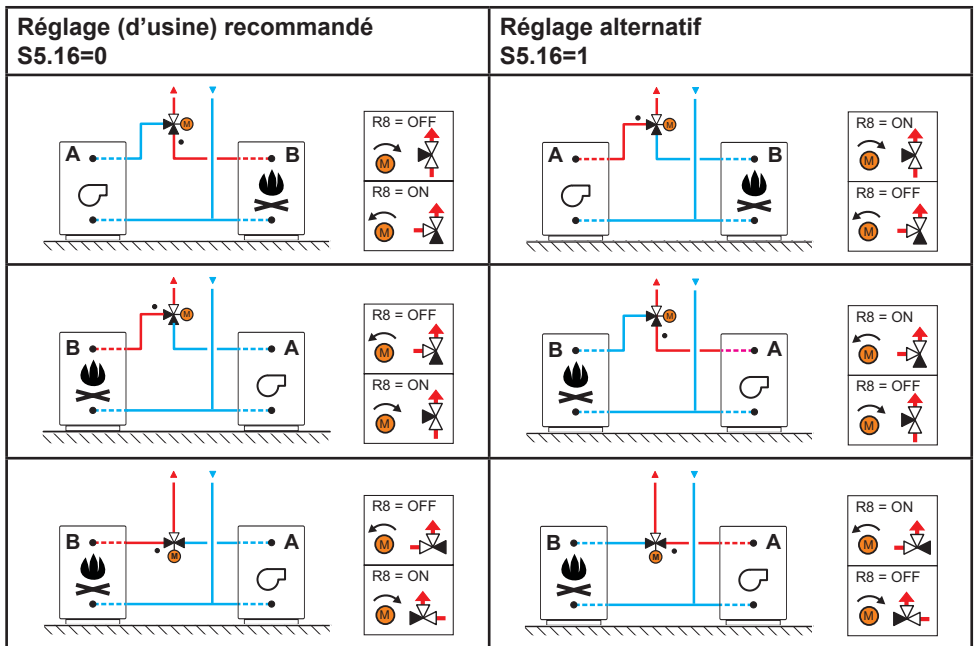 Réglage (d'usine) recommandé
S5.16=0
Réglage alternatif
S5.16=1
A
M
B
R8 = OFF
M
R8 = ON
M
A
M
B
R8 = ON
M
R8 = OFF
M
B
M
A
R8 = OFF
M
R8 = ON
M
B
M
A
R8 = ON
M
R8 = OFF
M
B
M
A
R8 = OFF
M
R8 = ON
M
B
M
A
R8 = ON
M
R8 = OFF
M